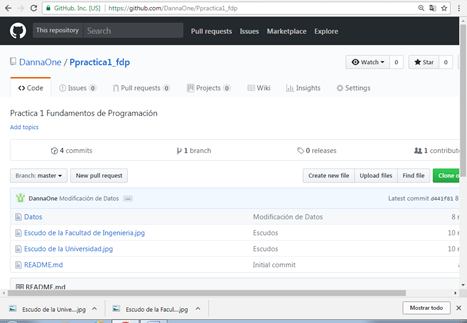 GitHub, Inc. [US] | https://github.com/DannaOne/Ppractica1_fdp
This repository Search Pull requests Issues Marketplace Explore
DannaOne / Ppractica1_fdp Watch 0 Star 0
Code Issues 0 Pull requests 0 Projects 0 Wiki Insights Settings
Practica 1 Fundamentos de Programación
Add topics
4 commits 1 branch 0 releases 1 contribut
Branch: master New pull request Create new file Upload files Find file Clone o
DannaOne Modificación de Datos ... Latest commit d441f81 8
Datos Modificación de Datos 8
Escudo de la Facultad de Ingenieria.jpg Escudos 10
Escudo de la Universidad.jpg Escudos 10
README.md Initial commit
README.md
Escudo de la Unive....jpg Escudo de la Facul....jpg Mostrar todo